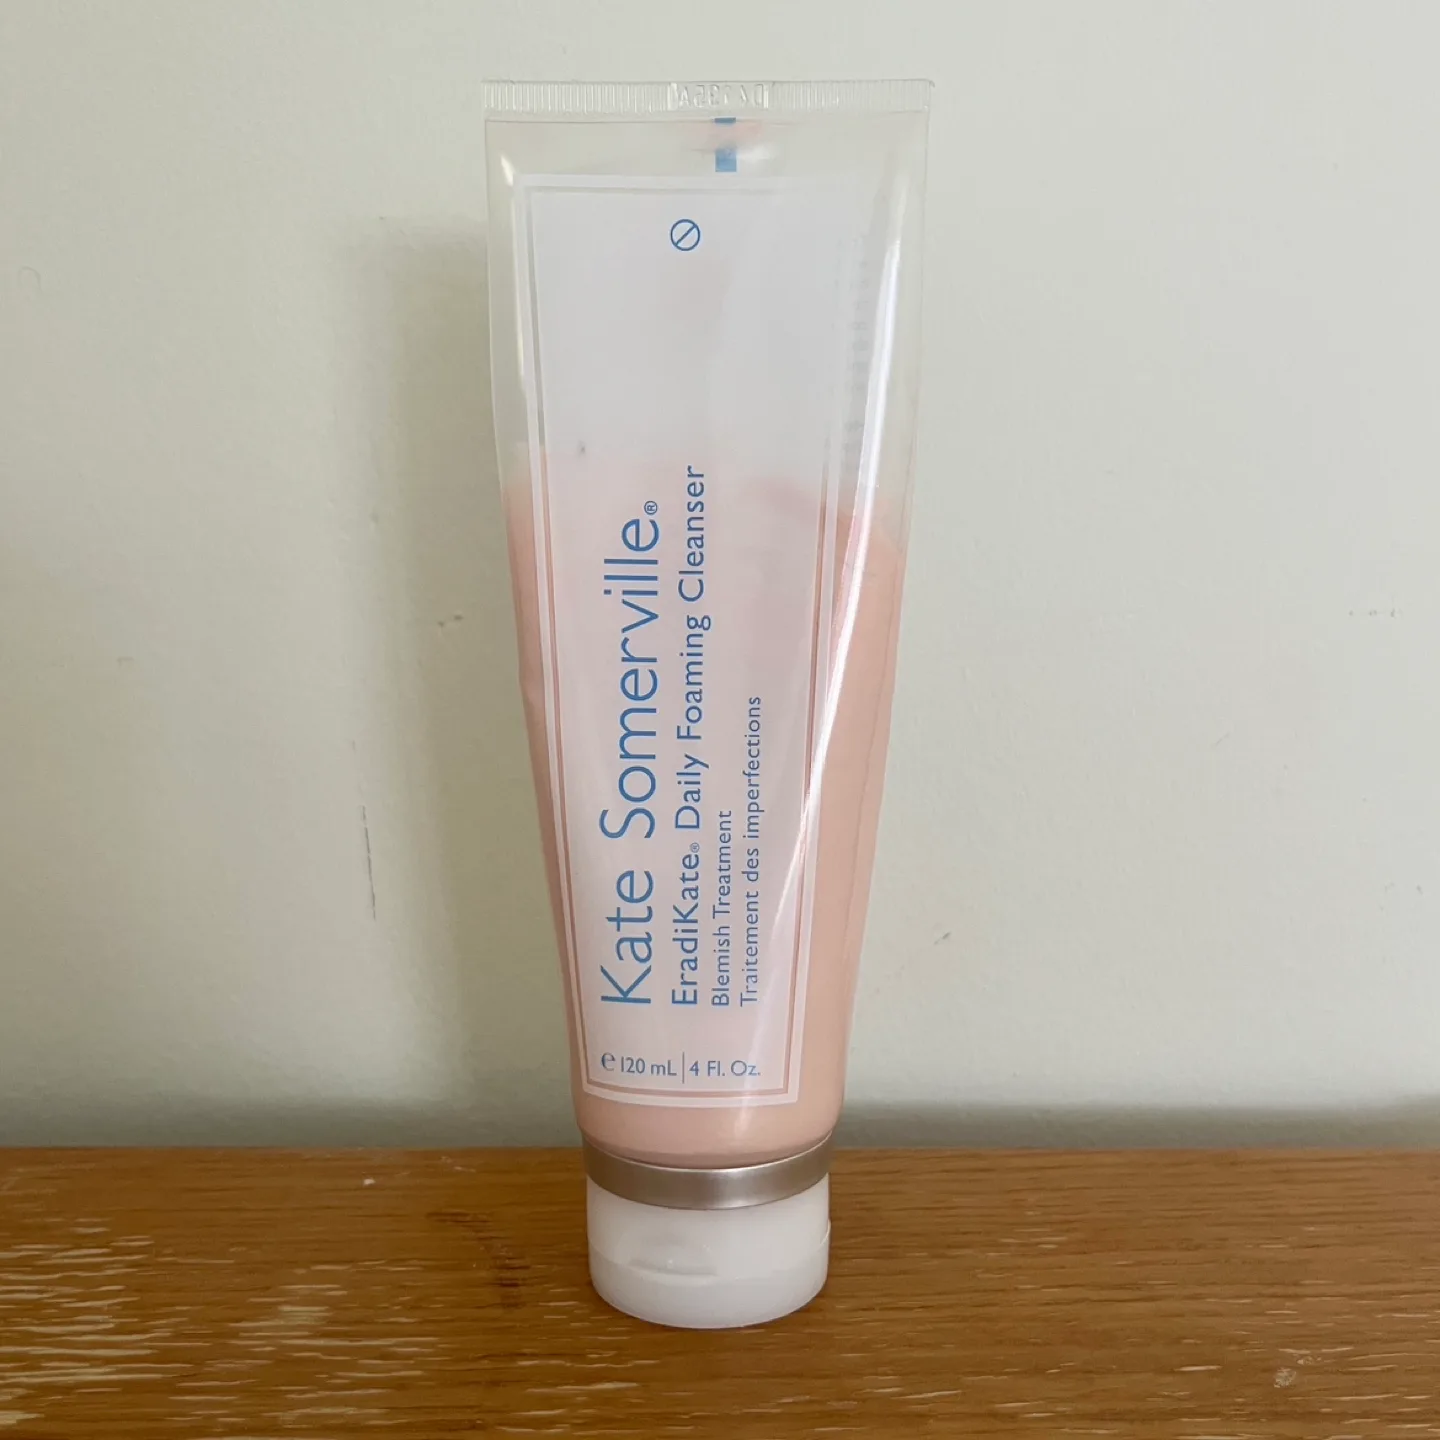 Kate Somerville®
EradiKate® Daily Foaming Cleanser
Blemish Treatment
Traitement des imperfections
℮ 120 mL | 4 Fl. Oz.